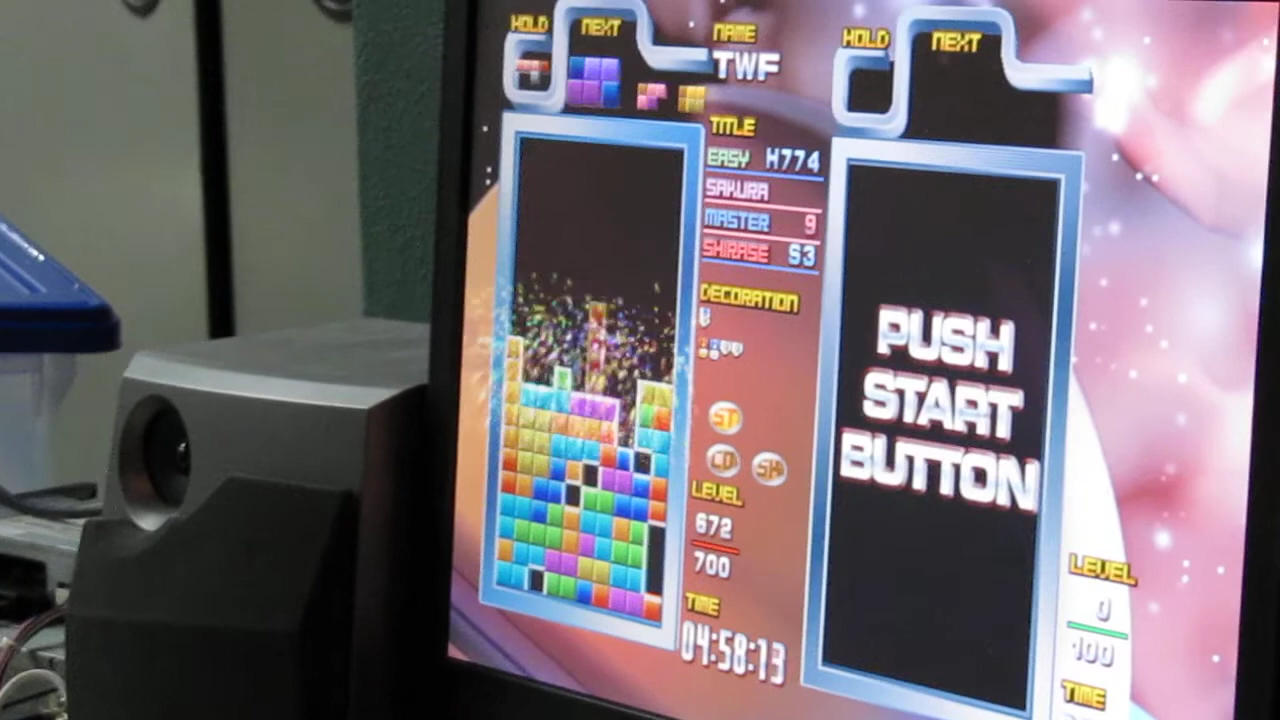 HOLD NEXT NAME
TWF
TITLE
EASY H774
SAKURA
MASTER 9
SHIRASE S3
DECORATION
ST
CO SH
LEVEL
672
700
TIME
04:58:13
HOLD NEXT
PUSH
START
BUTTON
LEVEL
0
100
TIME